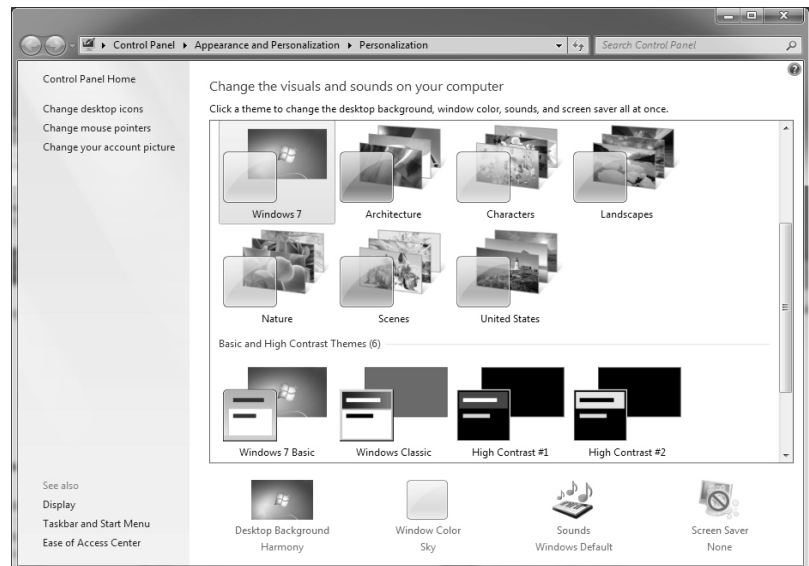 Control Panel ▸ Appearance and Personalization ▸ Personalization
Search Control Panel
Control Panel Home
Change desktop icons
Change mouse pointers
Change your account picture
Change the visuals and sounds on your computer
Click a theme to change the desktop background, window color, sounds, and screen saver all at once.
Windows 7 Architecture Characters Landscapes
Nature Scenes United States
Basic and High Contrast Themes (6)
Windows 7 Basic Windows Classic High Contrast #1 High Contrast #2
See also
Display
Taskbar and Start Menu
Ease of Access Center
Desktop Background Window Color Sounds Screen Saver
Harmony Sky Windows Default None